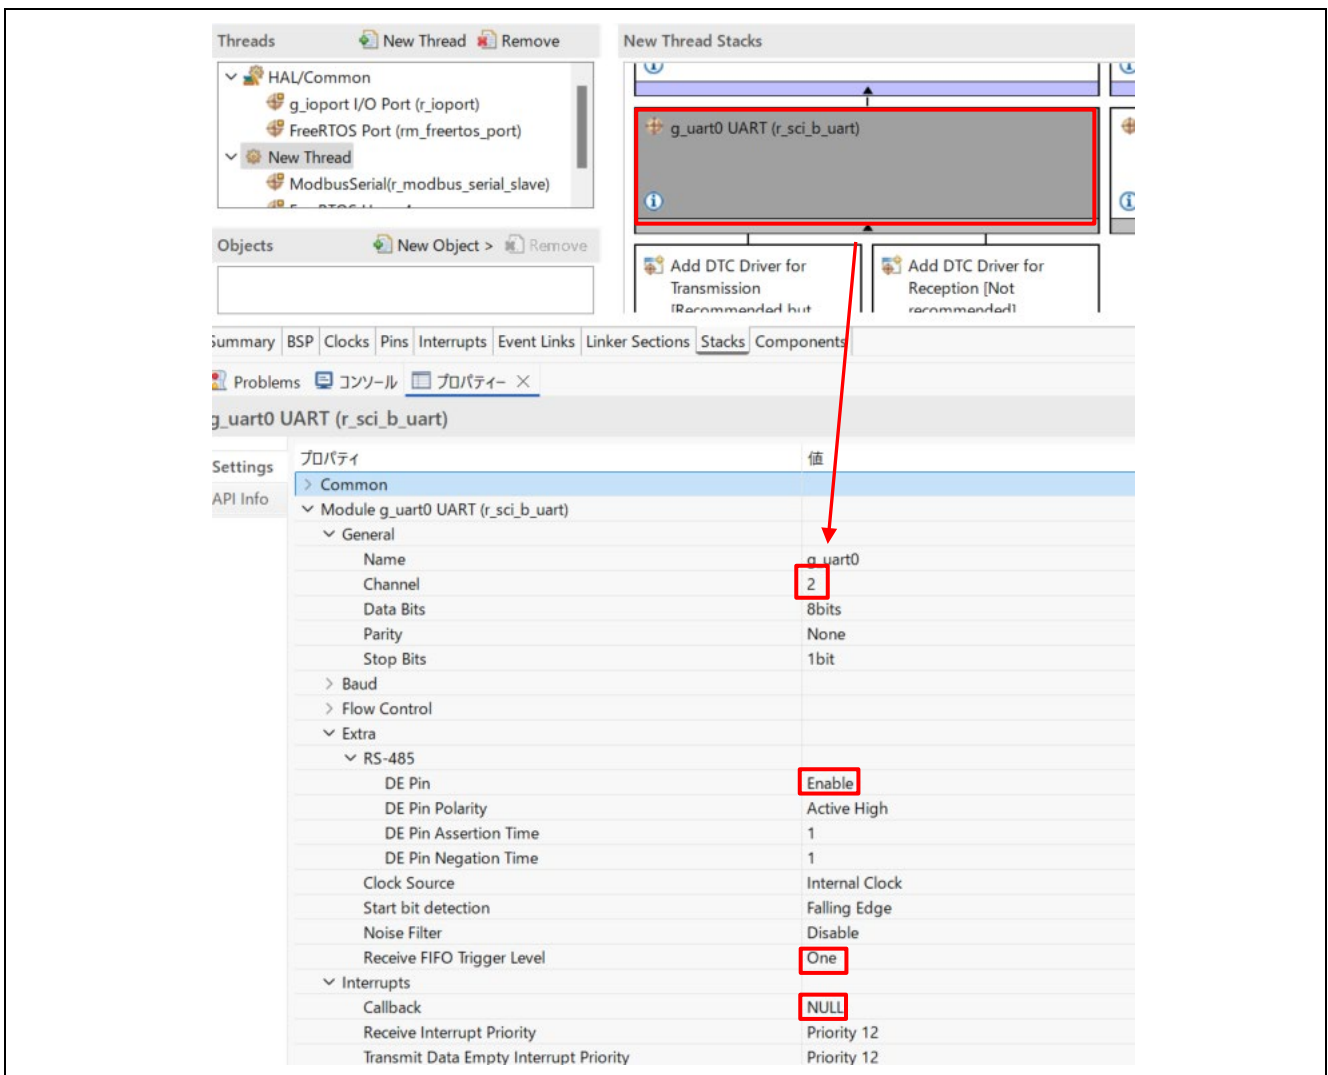 Threads New Thread Remove
HAL/Common
g_ioport I/O Port (r_ioport)
FreeRTOS Port (rm_freertos_port)
New Thread
ModbusSerial(r_modbus_serial_slave)
Objects New Object > Remove
New Thread Stacks
g_uart0 UART (r_sci_b_uart)
Add DTC Driver for
Transmission
[Recommended but
Add DTC Driver for
Reception [Not
recommended]
Summary BSP Clocks Pins Interrupts Event Links Linker Sections Stacks Components
Problems コンソール プロパティー
g_uart0 UART (r_sci_b_uart)
Settings
API Info
プロパティ 値
Common
Module g_uart0 UART (r_sci_b_uart)
General
Name g_uart0
Channel 2
Data Bits 8bits
Parity None
Stop Bits 1bit
Baud
Flow Control
Extra
RS-485
DE Pin Enable
DE Pin Polarity Active High
DE Pin Assertion Time 1
DE Pin Negation Time 1
Clock Source Internal Clock
Start bit detection Falling Edge
Noise Filter Disable
Receive FIFO Trigger Level One
Interrupts
Callback NULL
Receive Interrupt Priority Priority 12
Transmit Data Empty Interrupt Priority Priority 12